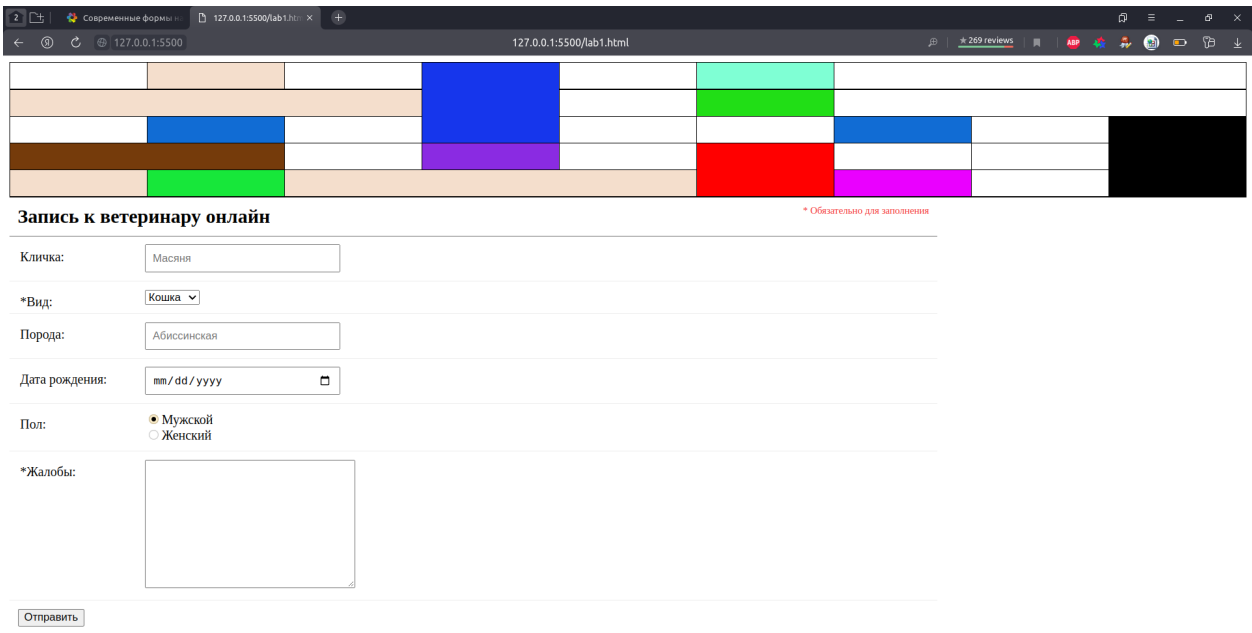 2
Современные формы на
127.0.0.1:5500/lab1.htm
127.0.0.1:5500
127.0.0.1:5500/lab1.html
★ 269 reviews
ABP
Запись к ветеринару онлайн
* Обязательно для заполнения
Кличка:
Масяня
*Вид:
Кошка
Порода:
Абиссинская
Дата рождения:
mm/dd/yyyy
Пол:
Мужской
Женский
*Жалобы:
Отправить